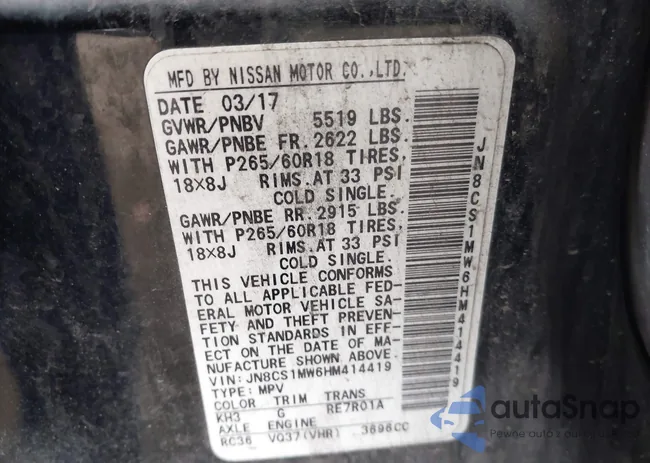 MFD BY NISSAN MOTOR CO.,LTD.
DATE 03/17
GVWR/PNBV 5519 LBS.
GAWR/PNBE FR. 2622 LBS.
WITH P265/60R18 TIRES,
18X8J RIMS.AT 33 PSI
COLD SINGLE.
GAWR/PNBE RR. 2915 LBS.
WITH P265/60R18 TIRES,
18X8J RIMS.AT 33 PSI
COLD SINGLE.
THIS VEHICLE CONFORMS
TO ALL APPLICABLE FED-
ERAL MOTOR VEHICLE SA-
FETY AND THEFT PREVEN-
TION STANDARDS IN EFF-
ECT ON THE DATE OF MA-
NUFACTURE SHOWN ABOVE.
VIN: JN8CS1MW6HM414419
TYPE: MPV
COLOR TRIM TRANS
KH3 G RE7R01A
AXLE ENGINE
RC36 VQ37(VHR) 3696CC
JN8CS1MW6HM414419
autoSnap
Pewne auto z USA